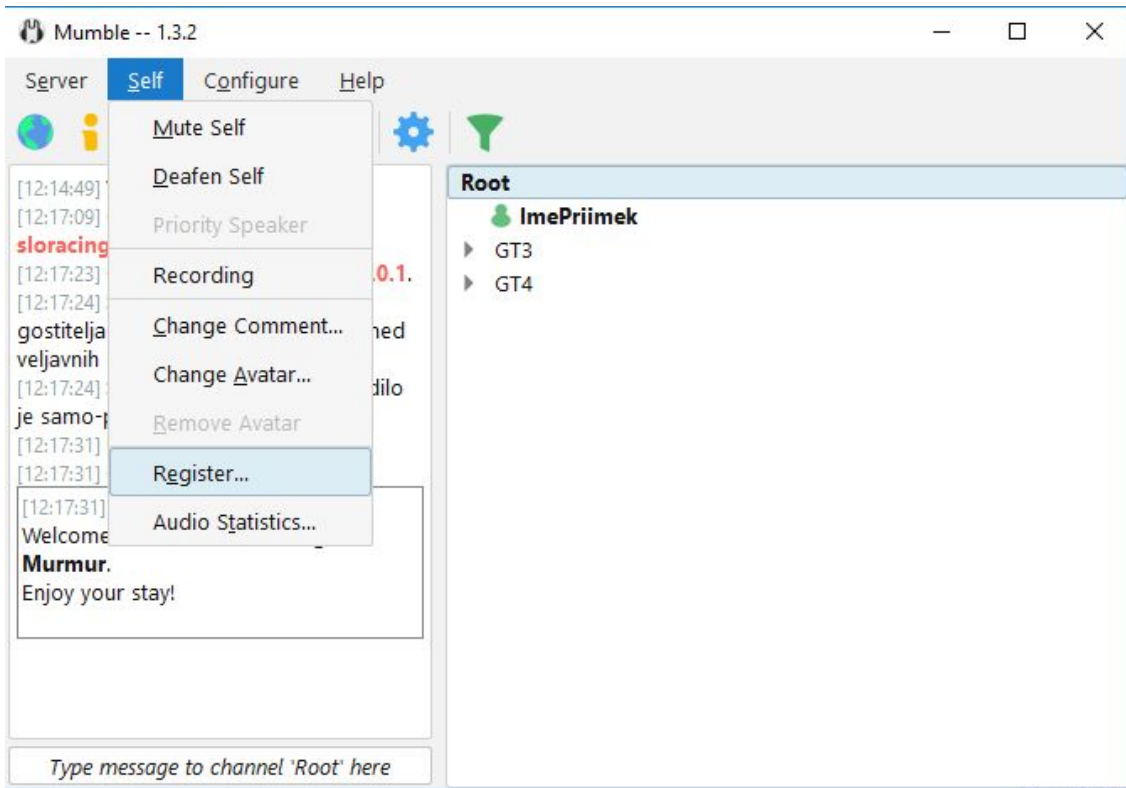 Mumble -- 1.3.2
Server Self Configure Help
Mute Self
Deafen Self
Priority Speaker
Recording
Change Comment...
Change Avatar...
Remove Avatar
Register...
Audio Statistics...
[12:14:49]
[12:17:09]
sloracing
[12:17:23] .0.1.
[12:17:24]
gostitelja
veljavnih
[12:17:24]
je
[12:17:31]
[12:17:31]
[12:17:31]
Welcome
Murmur.
Enjoy your stay!
Type message to channel 'Root' here
Root
ImePriimek
GT3
GT4